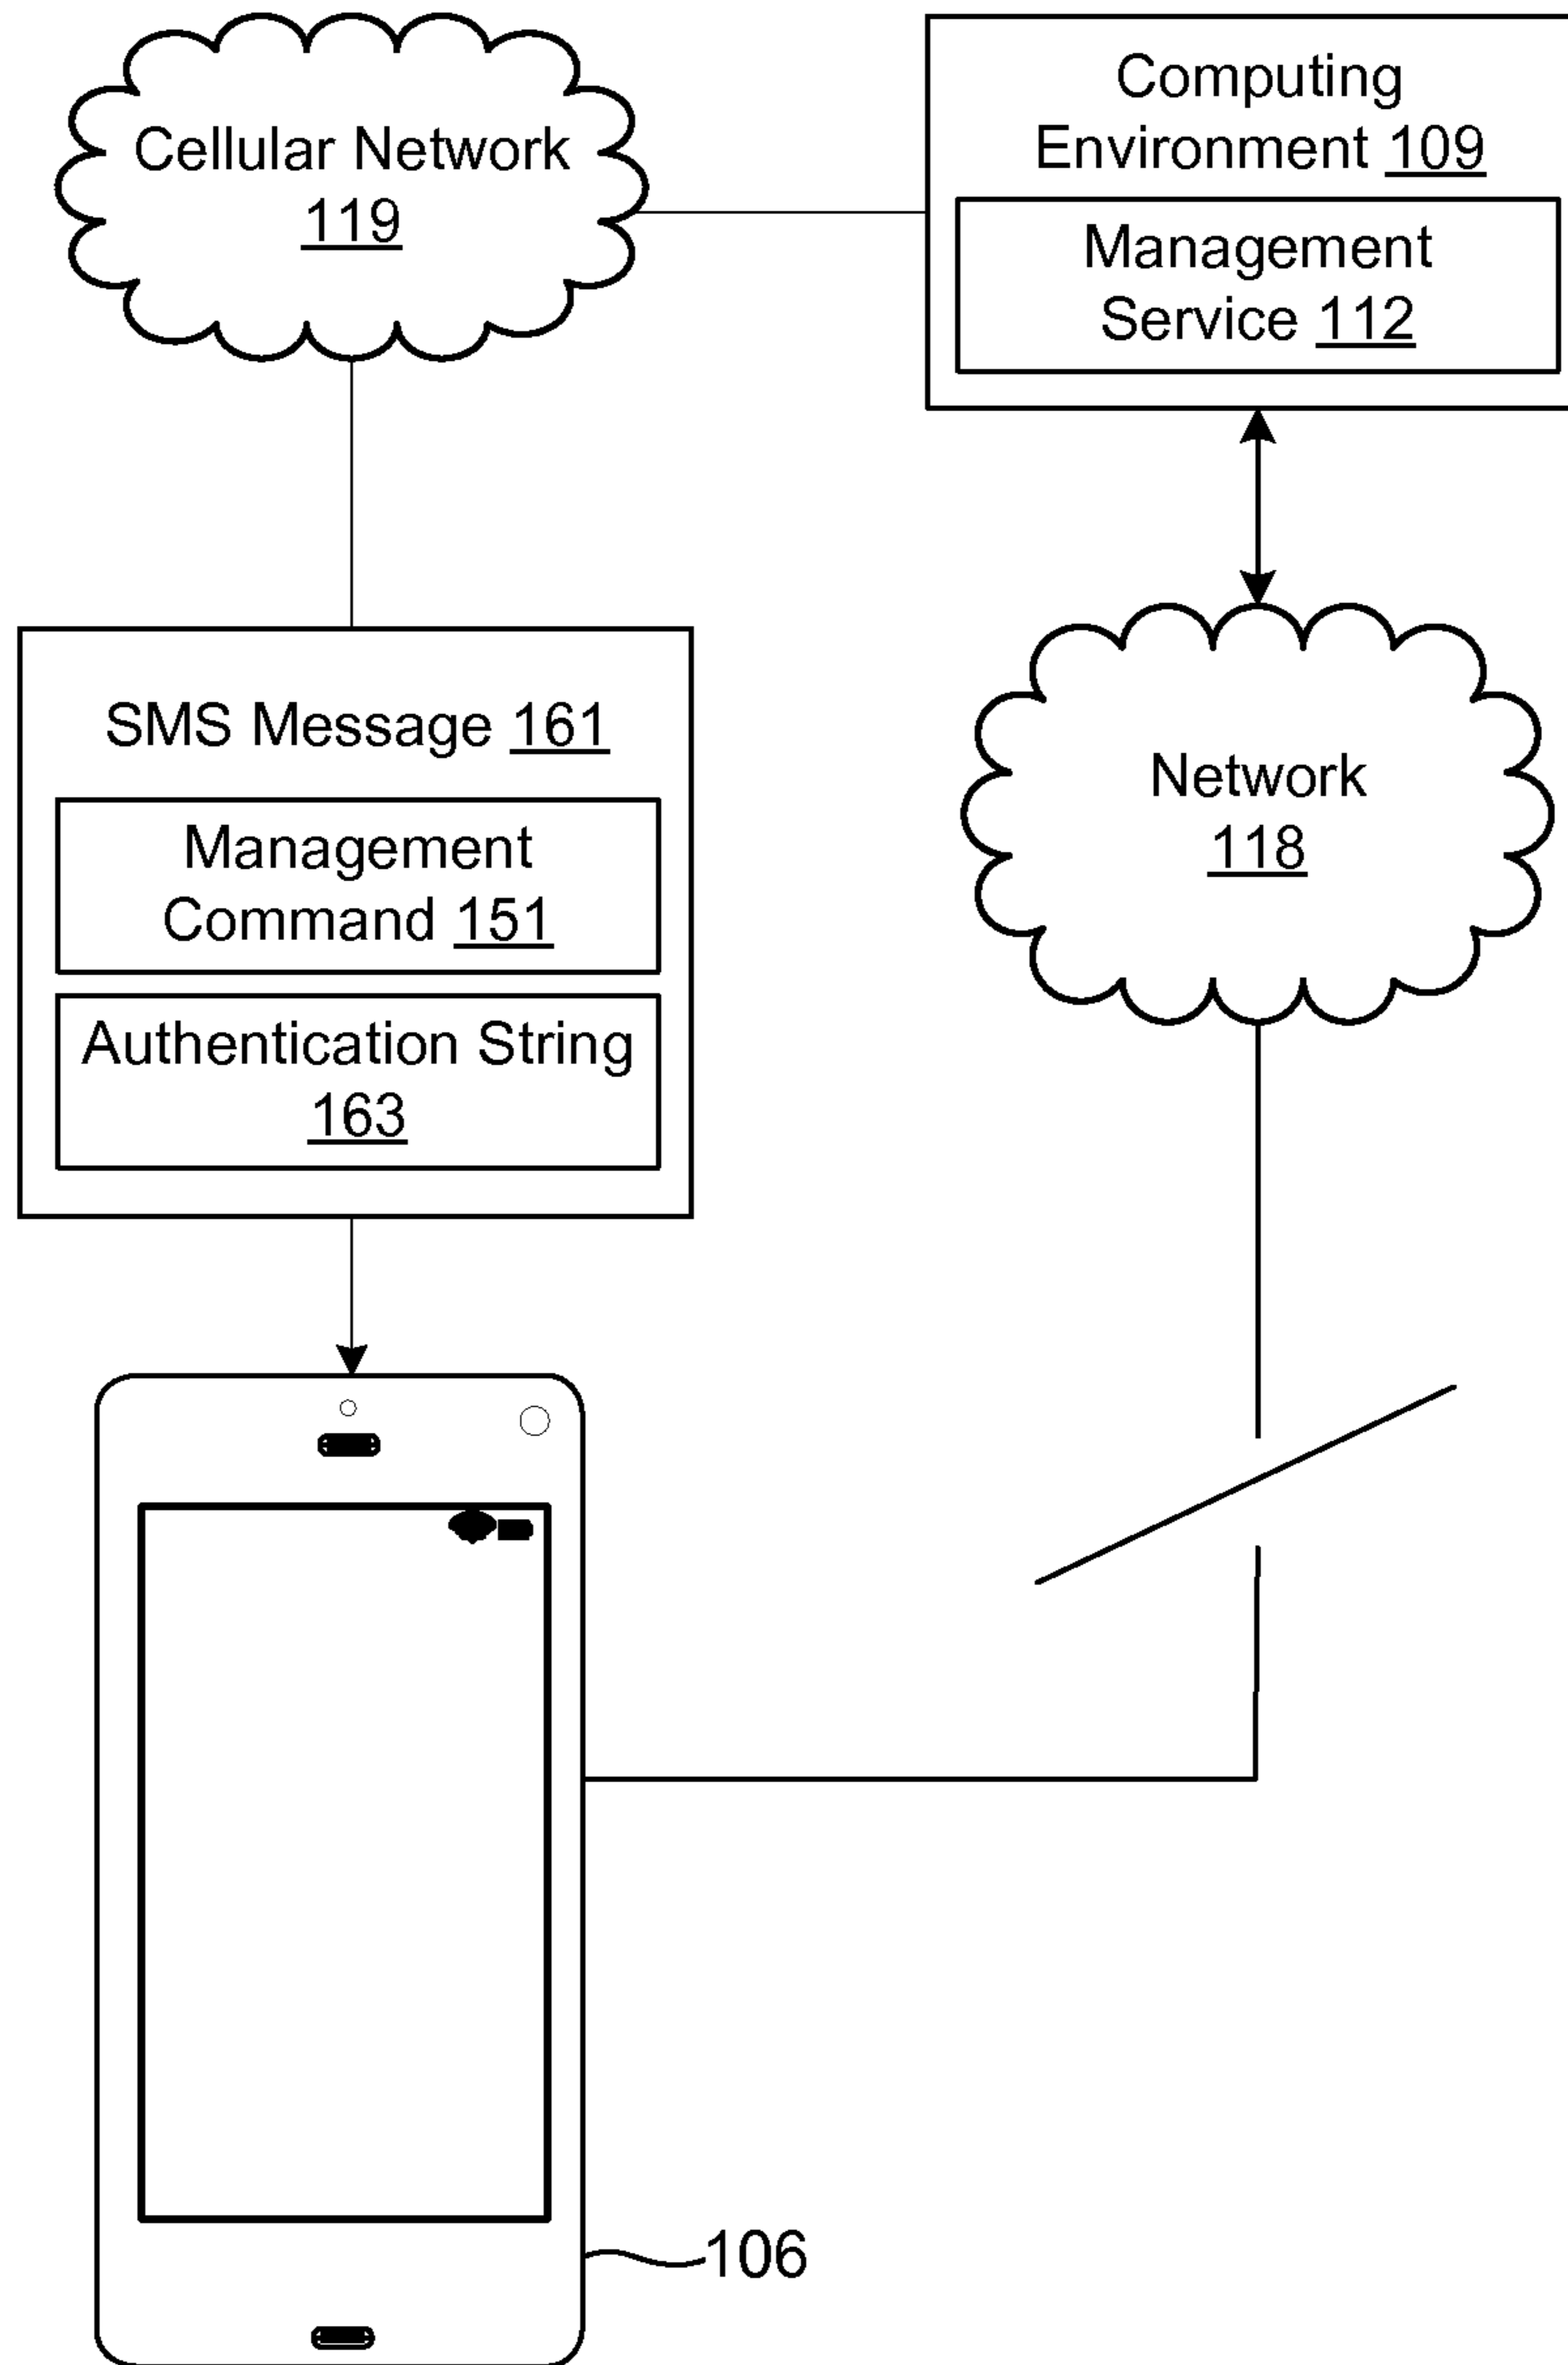 Cellular Network
119
Computing
Environment 109
Management
Service 112
SMS Message 161
Management
Command 151
Authentication String
163
Network
118
106